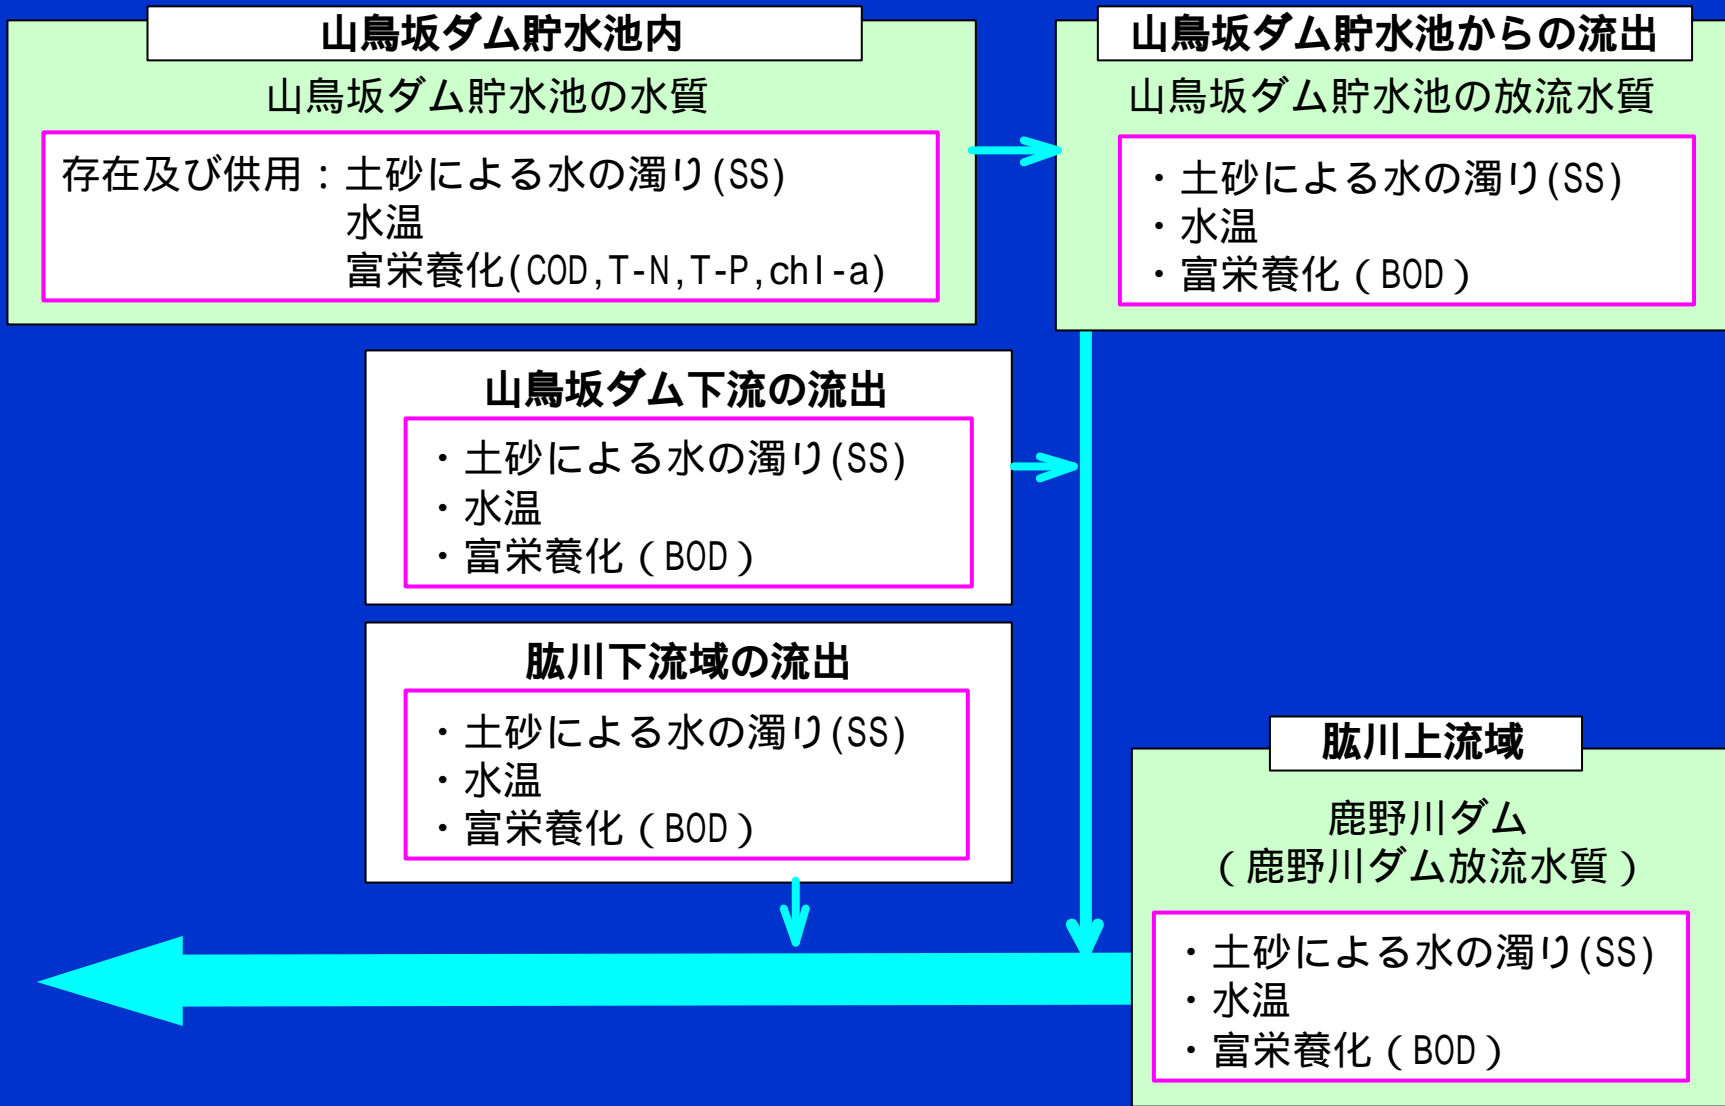 山鳥坂ダム貯水池内
山鳥坂ダム貯水池の水質
存在及び供用：土砂による水の濁り(SS)
水温
富栄養化(COD,T-N,T-P,chl-a)
山鳥坂ダム貯水池からの流出
山鳥坂ダム貯水池の放流水質
・土砂による水の濁り(SS)
・水温
・富栄養化（BOD）
山鳥坂ダム下流の流出
・土砂による水の濁り(SS)
・水温
・富栄養化（BOD）
肱川下流域の流出
・土砂による水の濁り(SS)
・水温
・富栄養化（BOD）
肱川上流域
鹿野川ダム
（鹿野川ダム放流水質）
・土砂による水の濁り(SS)
・水温
・富栄養化（BOD）